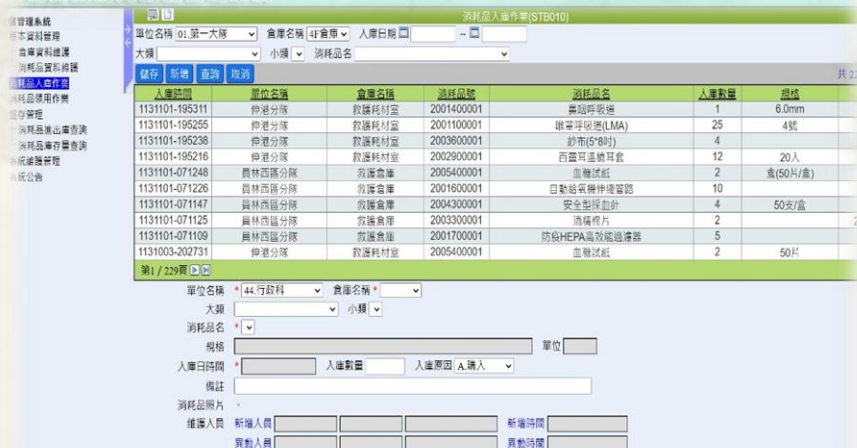 消耗品入庫作業(STB010)
管理系統
基本資料管理
倉庫資料維護
消耗品資料維護
消耗品入庫作業
消耗品領用作業
庫存管理
消耗品進出庫查詢
消耗品庫存量查詢
系統維護管理
系統公告
單位名稱 01.第一大隊 倉庫名稱 4F倉庫 入庫日期 ~
大類 小類 消耗品名
儲存 新增 查詢 取消 共 22
入庫時間 單位名稱 倉庫名稱 消耗品號 消耗品名 入庫數量 規格
1131101-195311 伸港分隊 救護耗材室 2001400001 鼻咽呼吸道 1 6.0mm
1131101-195255 伸港分隊 救護耗材室 2001100001 喉罩呼吸道(LMA) 25 4號
1131101-195238 伸港分隊 救護耗材室 2003600001 紗布(5*8吋) 4
1131101-195216 伸港分隊 救護耗材室 2002900001 百靈耳溫槍耳套 12 20入
1131101-071248 員林西區分隊 救護倉庫 2005400001 血糖試紙 2 盒(50片/盒)
1131101-071226 員林西區分隊 救護倉庫 2001600001 自動給氧機伸縮管路 10
1131101-071147 員林西區分隊 救護倉庫 2004300001 安全型採血針 4 50支/盒
1131101-071125 員林西區分隊 救護倉庫 2003300001 酒精棉片 2
1131101-071109 員林西區分隊 救護倉庫 2001700001 防疫HEPA高效能過濾器 5
1131003-202731 伸港分隊 救護耗材室 2005400001 血糖試紙 2 50片
第1 / 229頁
單位名稱 * 44.行政科 倉庫名稱 *
大類 小類
消耗品名 *
規格 單位
入庫日時間 * 入庫數量 入庫原因 A.購入
備註
消耗品照片
維護人員 新增人員 新增時間
異動人員 異動時間